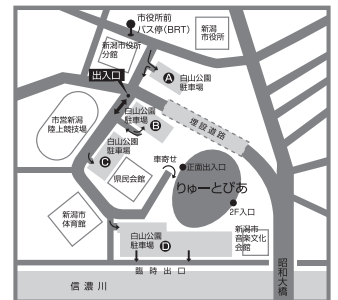 市役所前
バス停(BRT)
新潟
市役所
新潟市役所
分館
出入口
A
白山公園
駐車場
白山公園
駐車場
B
埋設道路
市営新潟
陸上競技場
白山公園
駐車場
C
車寄せ
正面出入口
県民会館
りゅーとぴあ
2F入口
新潟市
体育館
白山公園
駐車場
D
新潟市
音楽文化
会館
臨時出口
昭和大橋
信濃川